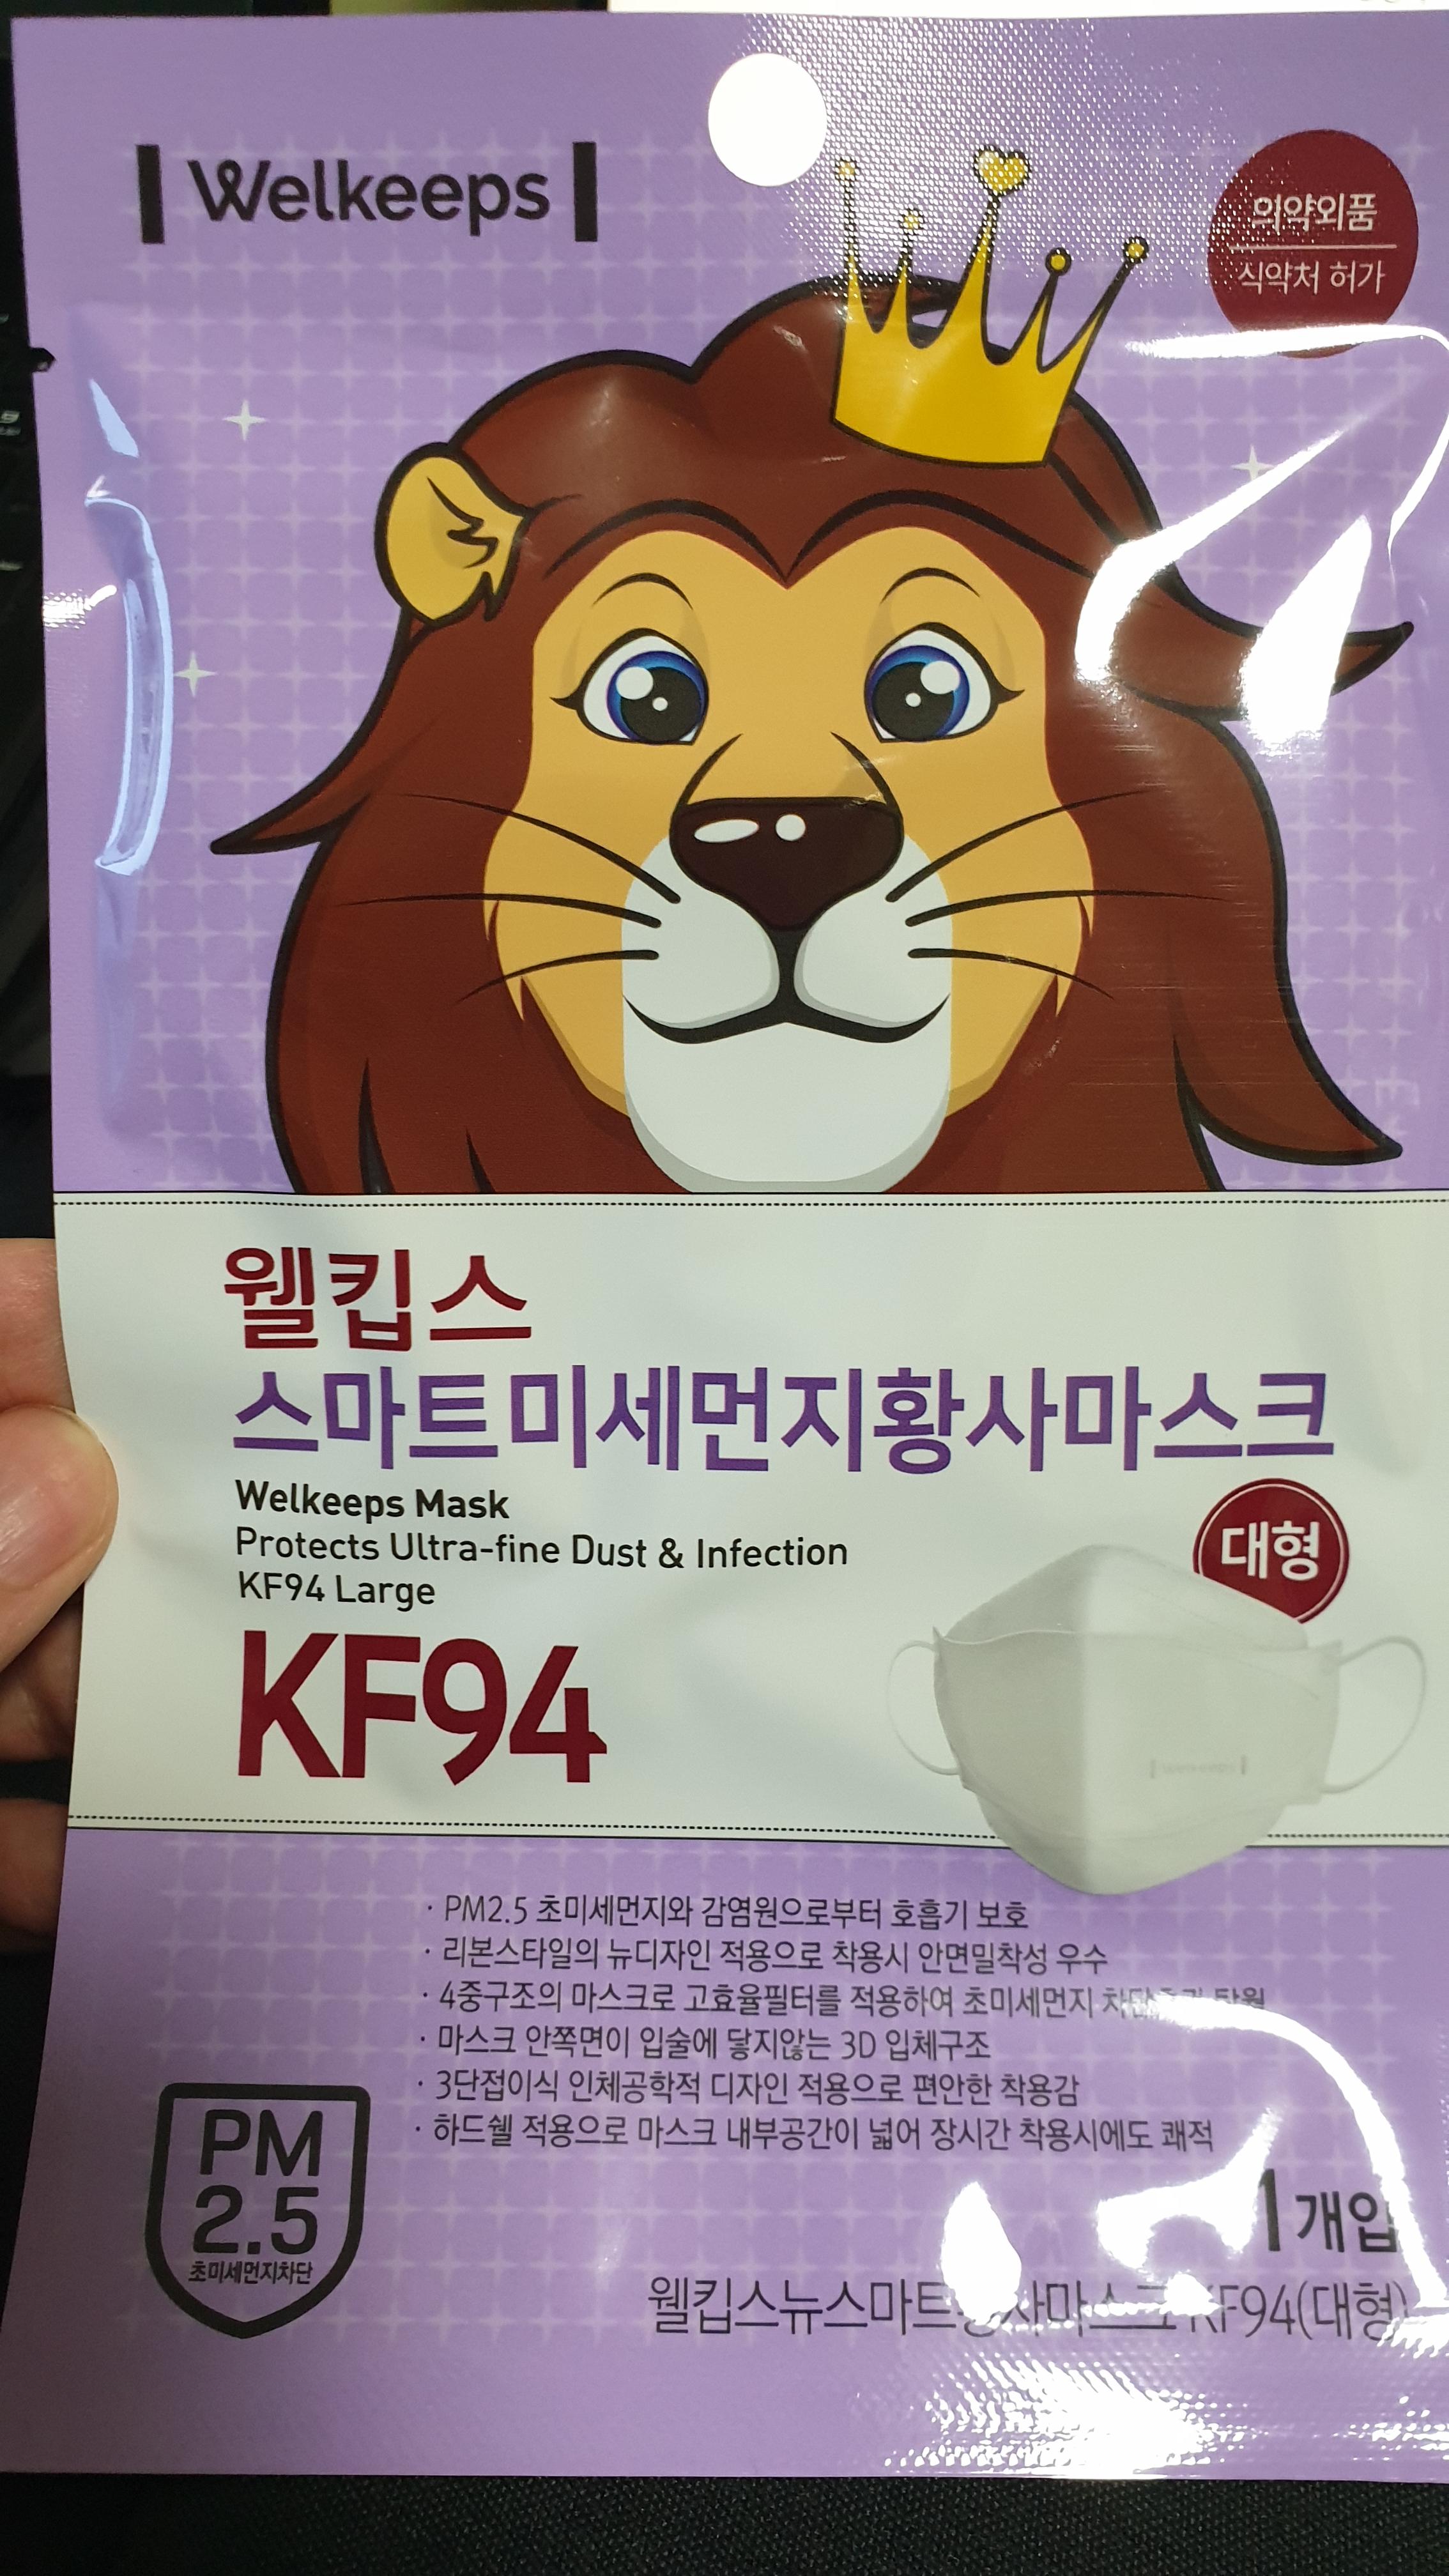 Welkeeps
의약외품
식약처 허가
웰킵스
스마트미세먼지황사마스크
Welkeeps Mask
Protects Ultra-fine Dust & Infection
KF94 Large
대형
KF94
· PM2.5 초미세먼지와 감염원으로부터 호흡기 보호
· 리본스타일의 뉴디자인 적용으로 착용시 안면밀착성 우수
· 4중구조의 마스크로 고효율필터를 적용하여 초미세먼지 탁월
· 마스크 안쪽면이 입술에 닿지않는 3D 입체구조
· 3단접이식 인체공학적 디자인 적용으로 편안한 착용감
· 하드쉘 적용으로 마스크 내부공간이 넓어 장시간 착용시에도 쾌적
PM
2.5
초미세먼지차단
1개입
웰킵스뉴스마트황사마스크 KF94(대형)